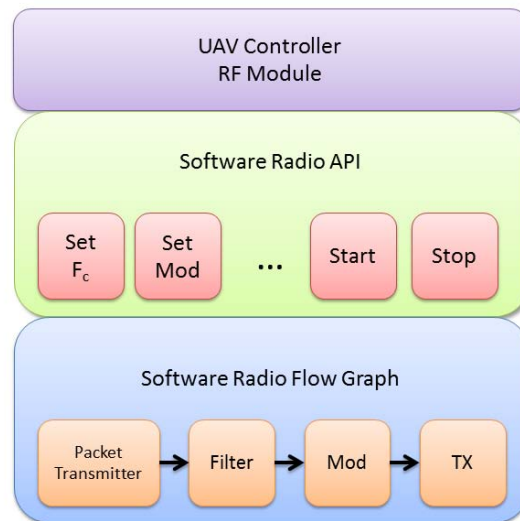 UAV Controller
RF Module
Software Radio API
Set
F_c
Set
Mod
...
Start
Stop
Software Radio Flow Graph
Packet
Transmitter
Filter
Mod
TX